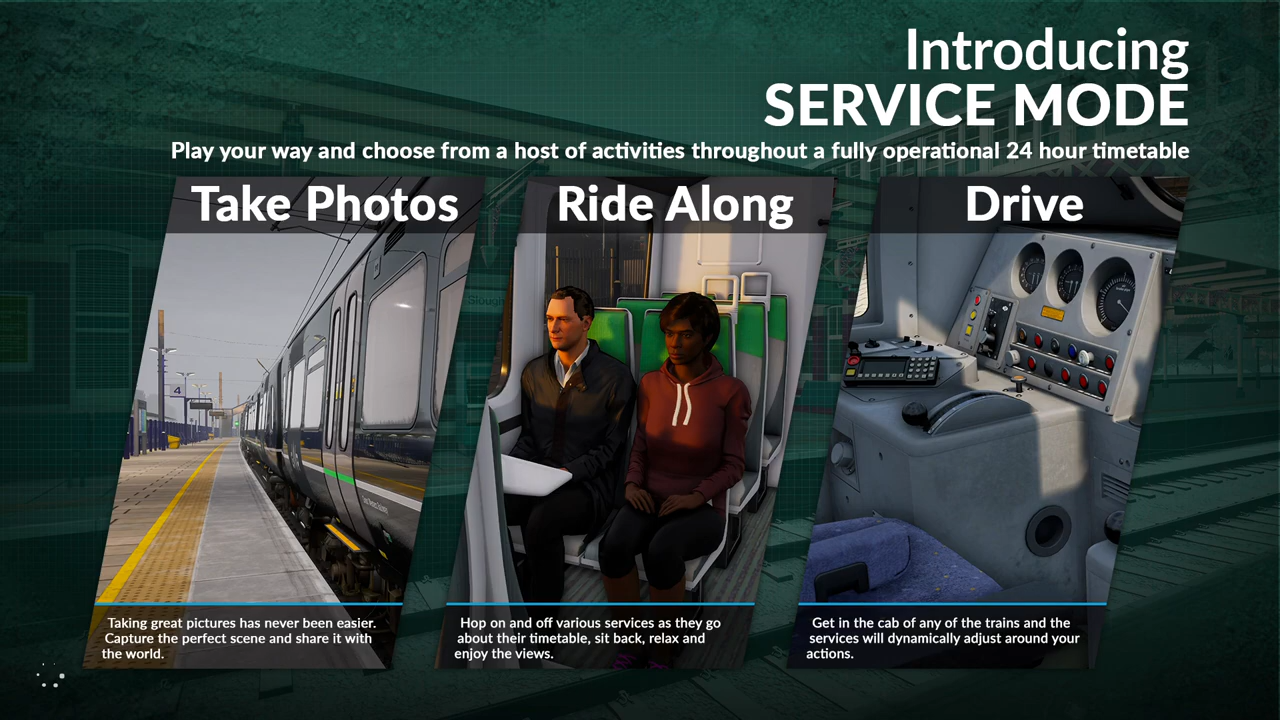 Introducing
SERVICE MODE
Play your way and choose from a host of activities throughout a fully operational 24 hour timetable
Take Photos
Ride Along
Drive
Slough
4
Taking great pictures has never been easier.
Capture the perfect scene and share it with
the world.
Hop on and off various services as they go
about their timetable, sit back, relax and
enjoy the views.
Get in the cab of any of the trains and the
services will dynamically adjust around your
actions.